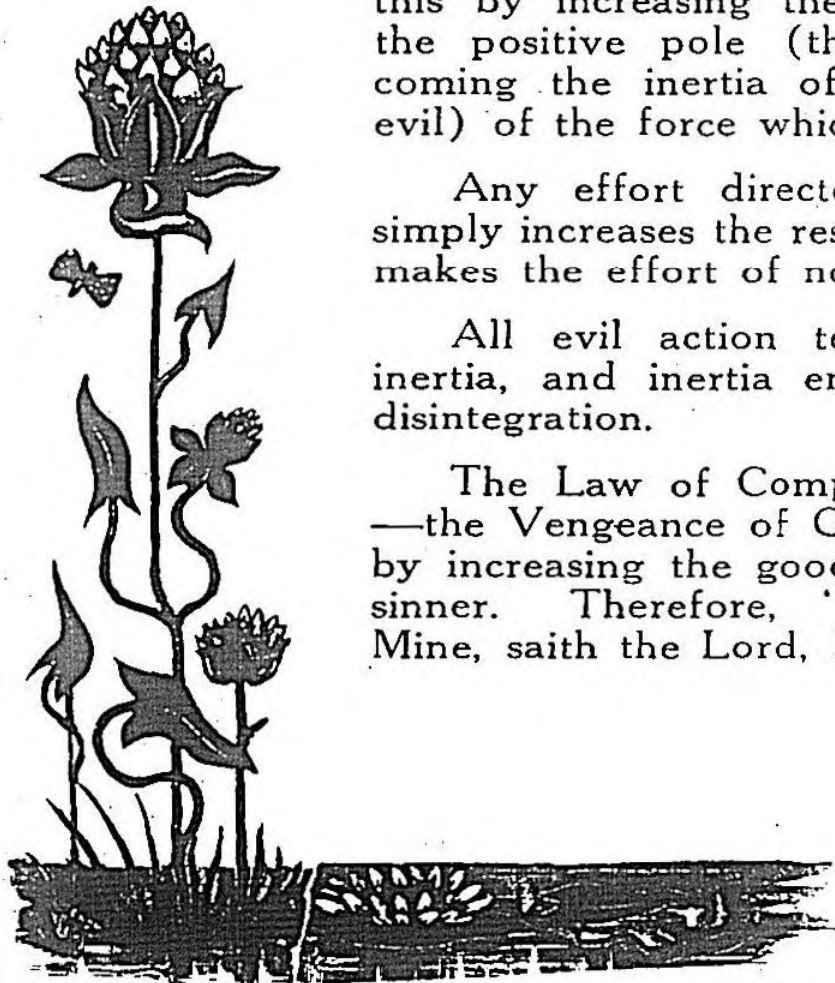 this by increasing the
the positive pole (th
coming the inertia of
evil) of the force whic
Any effort directe
simply increases the res
makes the effort of no
All evil action te
inertia, and inertia en
disintegration.
The Law of Comp
—the Vengeance of G
by increasing the good
sinner. Therefore, '
Mine, saith the Lord,